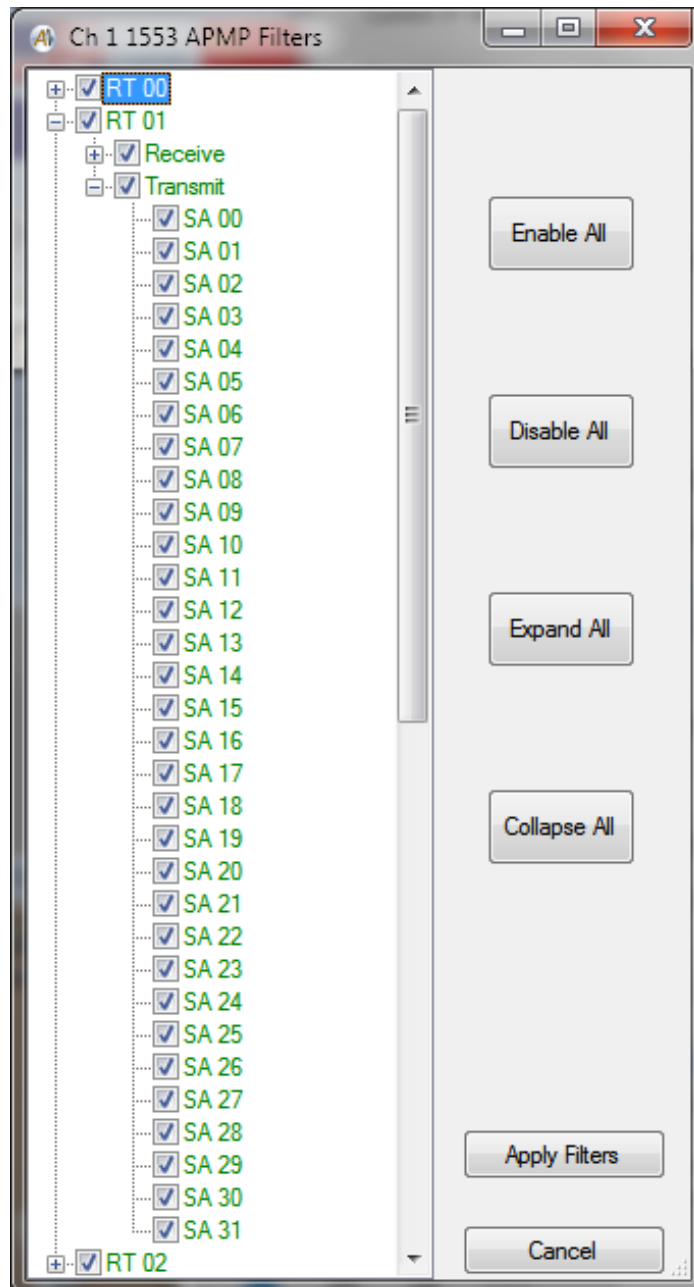 Ch 1 1553 APMP Filters
RT 00
RT 01
Receive
Transmit
SA 00
SA 01
SA 02
SA 03
SA 04
SA 05
SA 06
SA 07
SA 08
SA 09
SA 10
SA 11
SA 12
SA 13
SA 14
SA 15
SA 16
SA 17
SA 18
SA 19
SA 20
SA 21
SA 22
SA 23
SA 24
SA 25
SA 26
SA 27
SA 28
SA 29
SA 30
SA 31
RT 02
Enable All
Disable All
Expand All
Collapse All
Apply Filters
Cancel